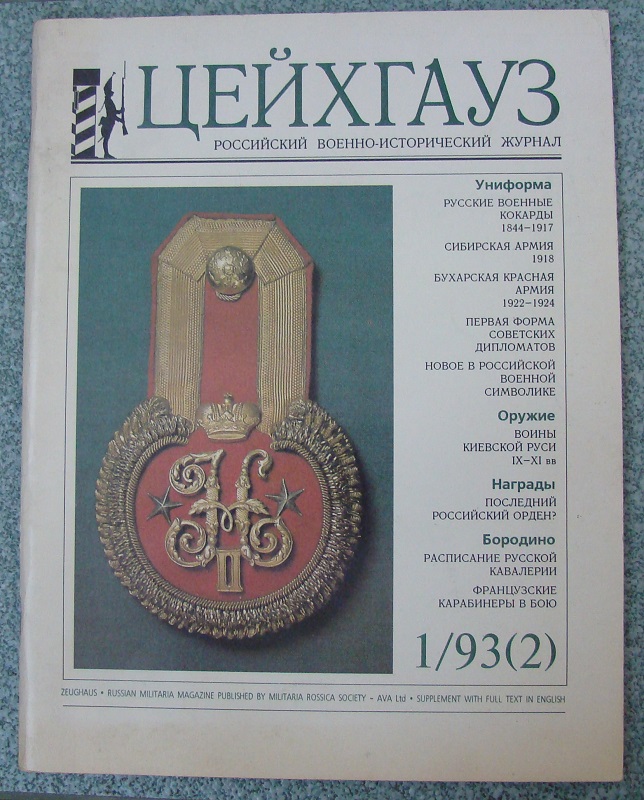 ЦЕЙХГАУЗ
РОССИЙСКИЙ ВОЕННО-ИСТОРИЧЕСКИЙ ЖУРНАЛ
Униформа
РУССКИЕ ВОЕННЫЕ
КОКАРДЫ
1844–1917
СИБИРСКАЯ АРМИЯ
1918
БУХАРСКАЯ КРАСНАЯ
АРМИЯ
1922–1924
ПЕРВАЯ ФОРМА
СОВЕТСКИХ
ДИПЛОМАТОВ
НОВОЕ В РОССИЙСКОЙ
ВОЕННОЙ
СИМВОЛИКЕ
Оружие
ВОИНЫ
КИЕВСКОЙ РУСИ
IX–XI вв
Награды
ПОСЛЕДНИЙ
РОССИЙСКИЙ ОРДЕН?
Бородино
РАСПИСАНИЕ РУССКОЙ
КАВАЛЕРИИ
ФРАНЦУЗСКИЕ
КАРАБИНЕРЫ В БОЮ
II
1/93(2)
ZEUGHAUS • RUSSIAN MILITARIA MAGAZINE PUBLISHED BY MILITARIA ROSSICA SOCIETY – AVA Ltd • SUPPLEMENT WITH FULL TEXT IN ENGLISH